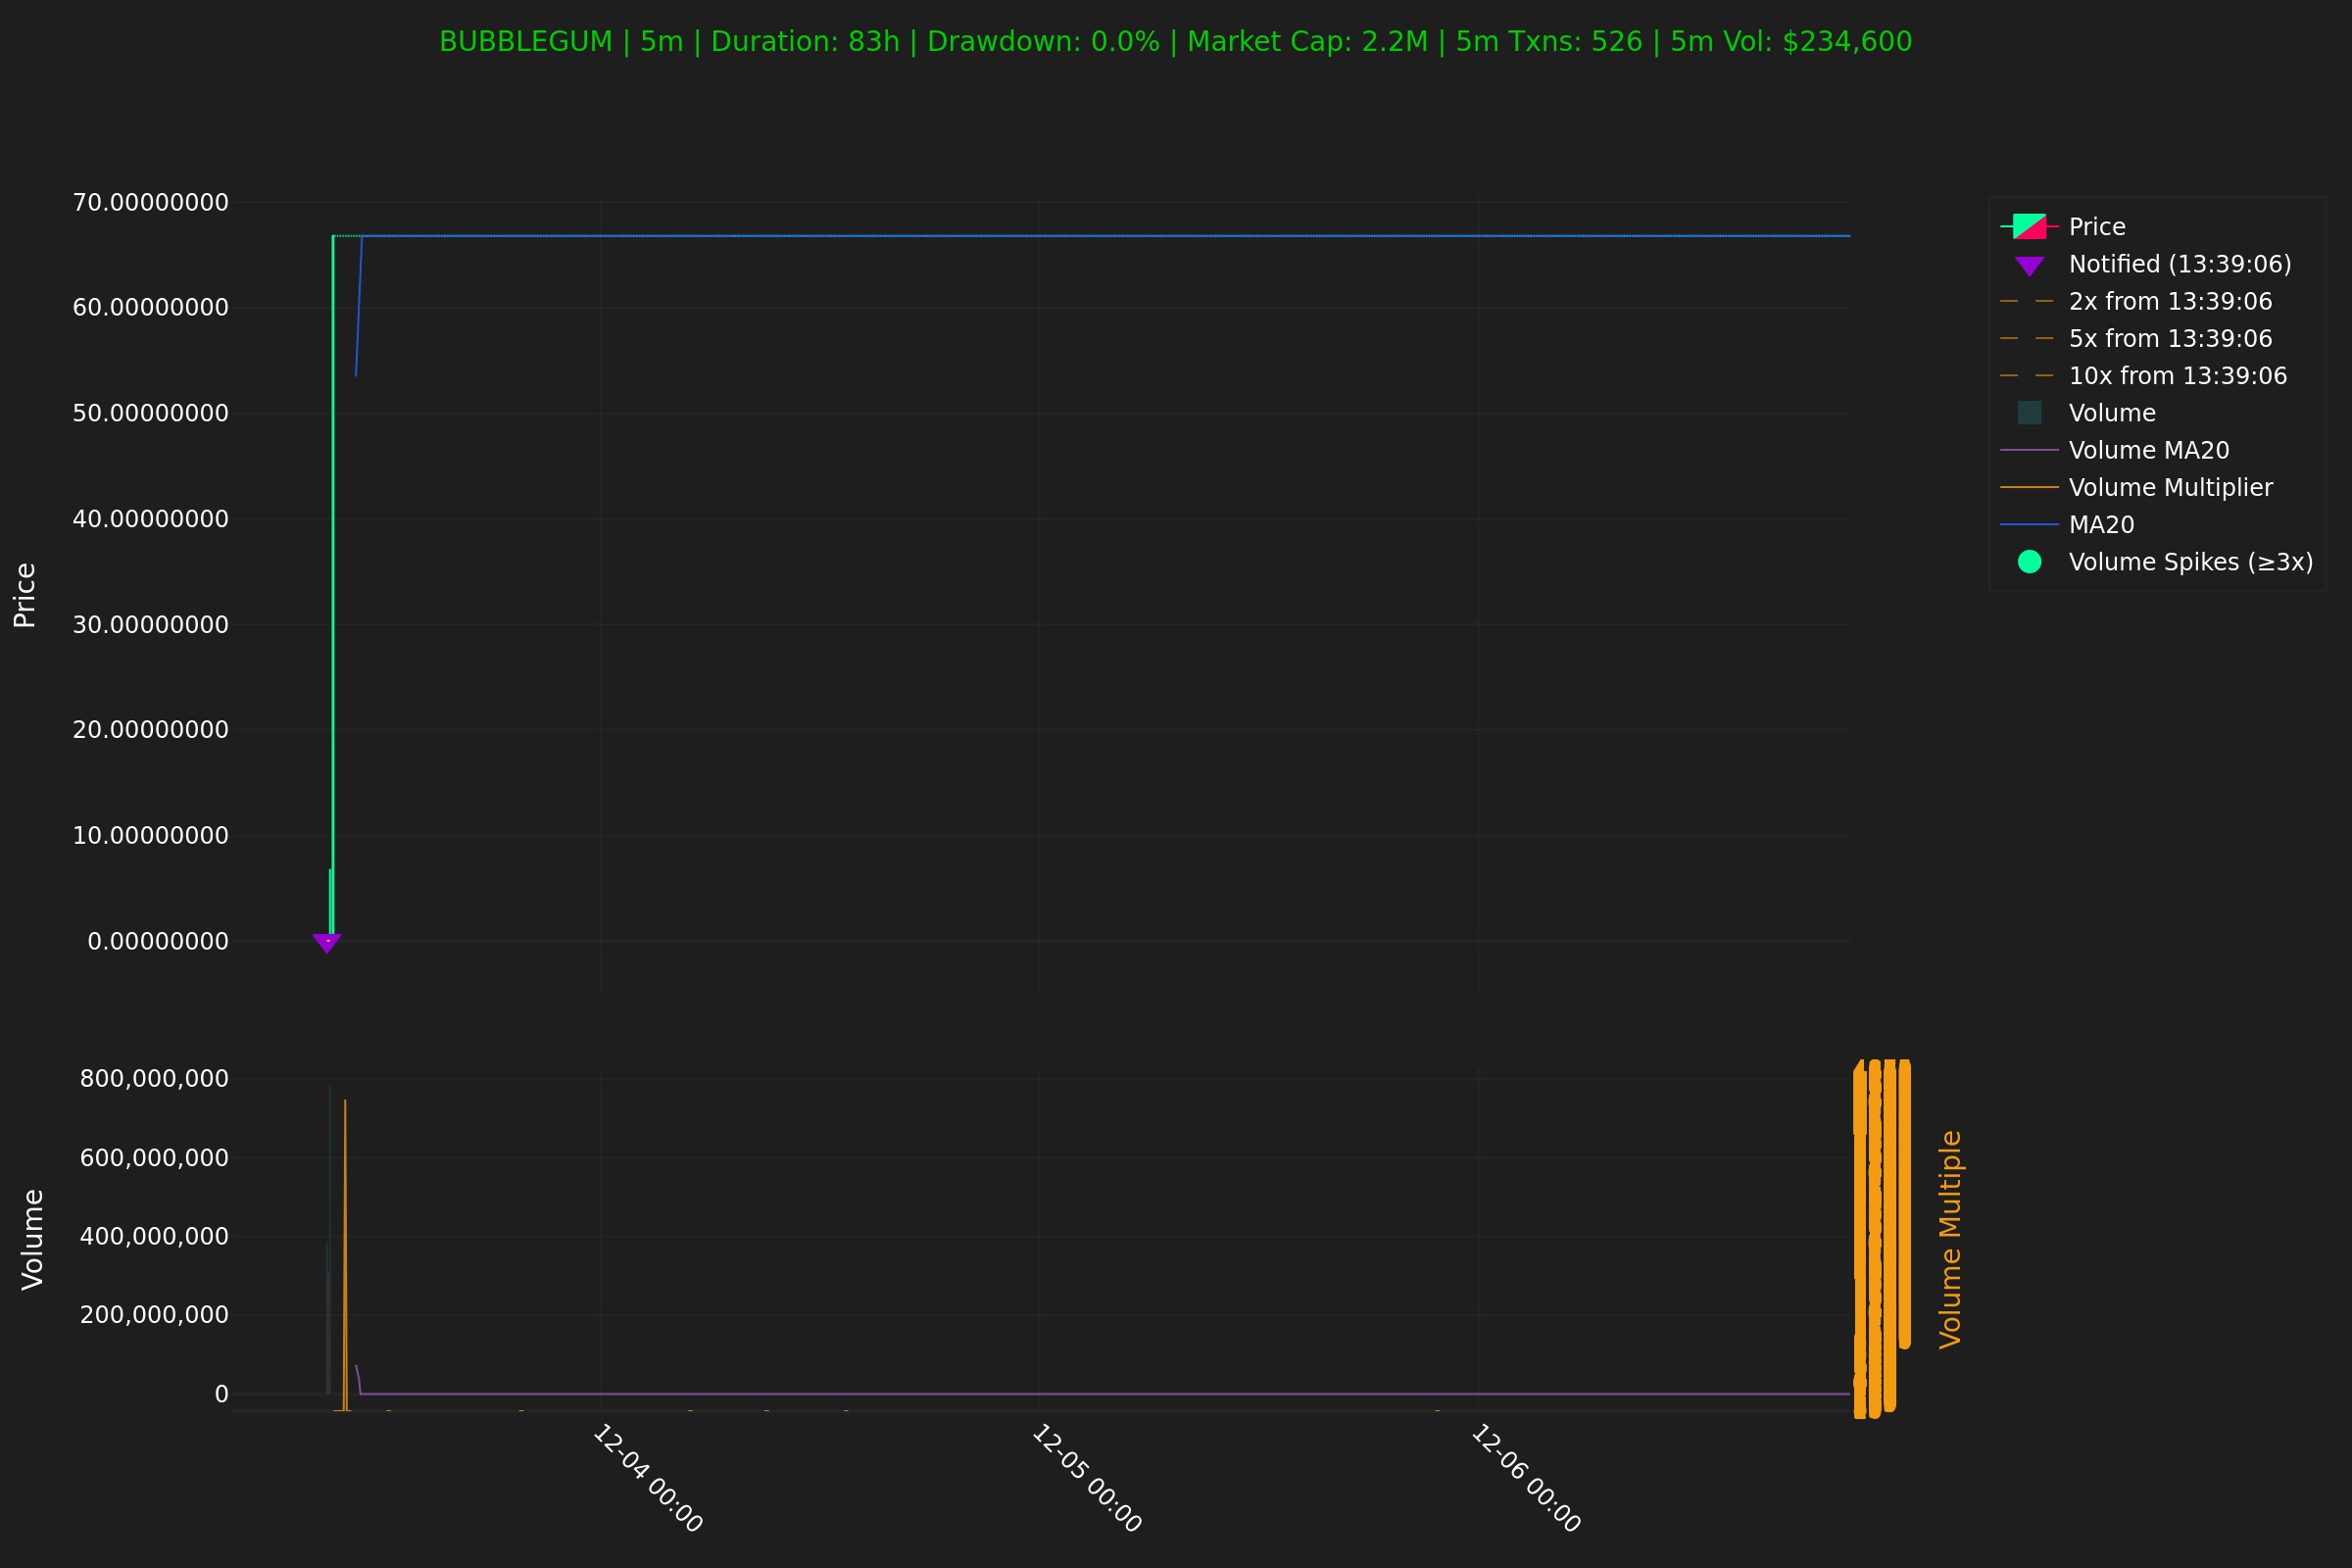 BUBBLEGUM | 5m | Duration: 83h | Drawdown: 0.0% | Market Cap: 2.2M | 5m Txns: 526 | 5m Vol: $234,600
Price
70.00000000
60.00000000
50.00000000
40.00000000
30.00000000
20.00000000
10.00000000
0.00000000
Price
Notified (13:39:06)
2x from 13:39:06
5x from 13:39:06
10x from 13:39:06
Volume
Volume MA20
Volume Multiplier
MA20
Volume Spikes (≥3x)
Volume
800,000,000
600,000,000
400,000,000
200,000,000
0
Volume Multiple
12-04 00:00
12-05 00:00
12-06 00:00